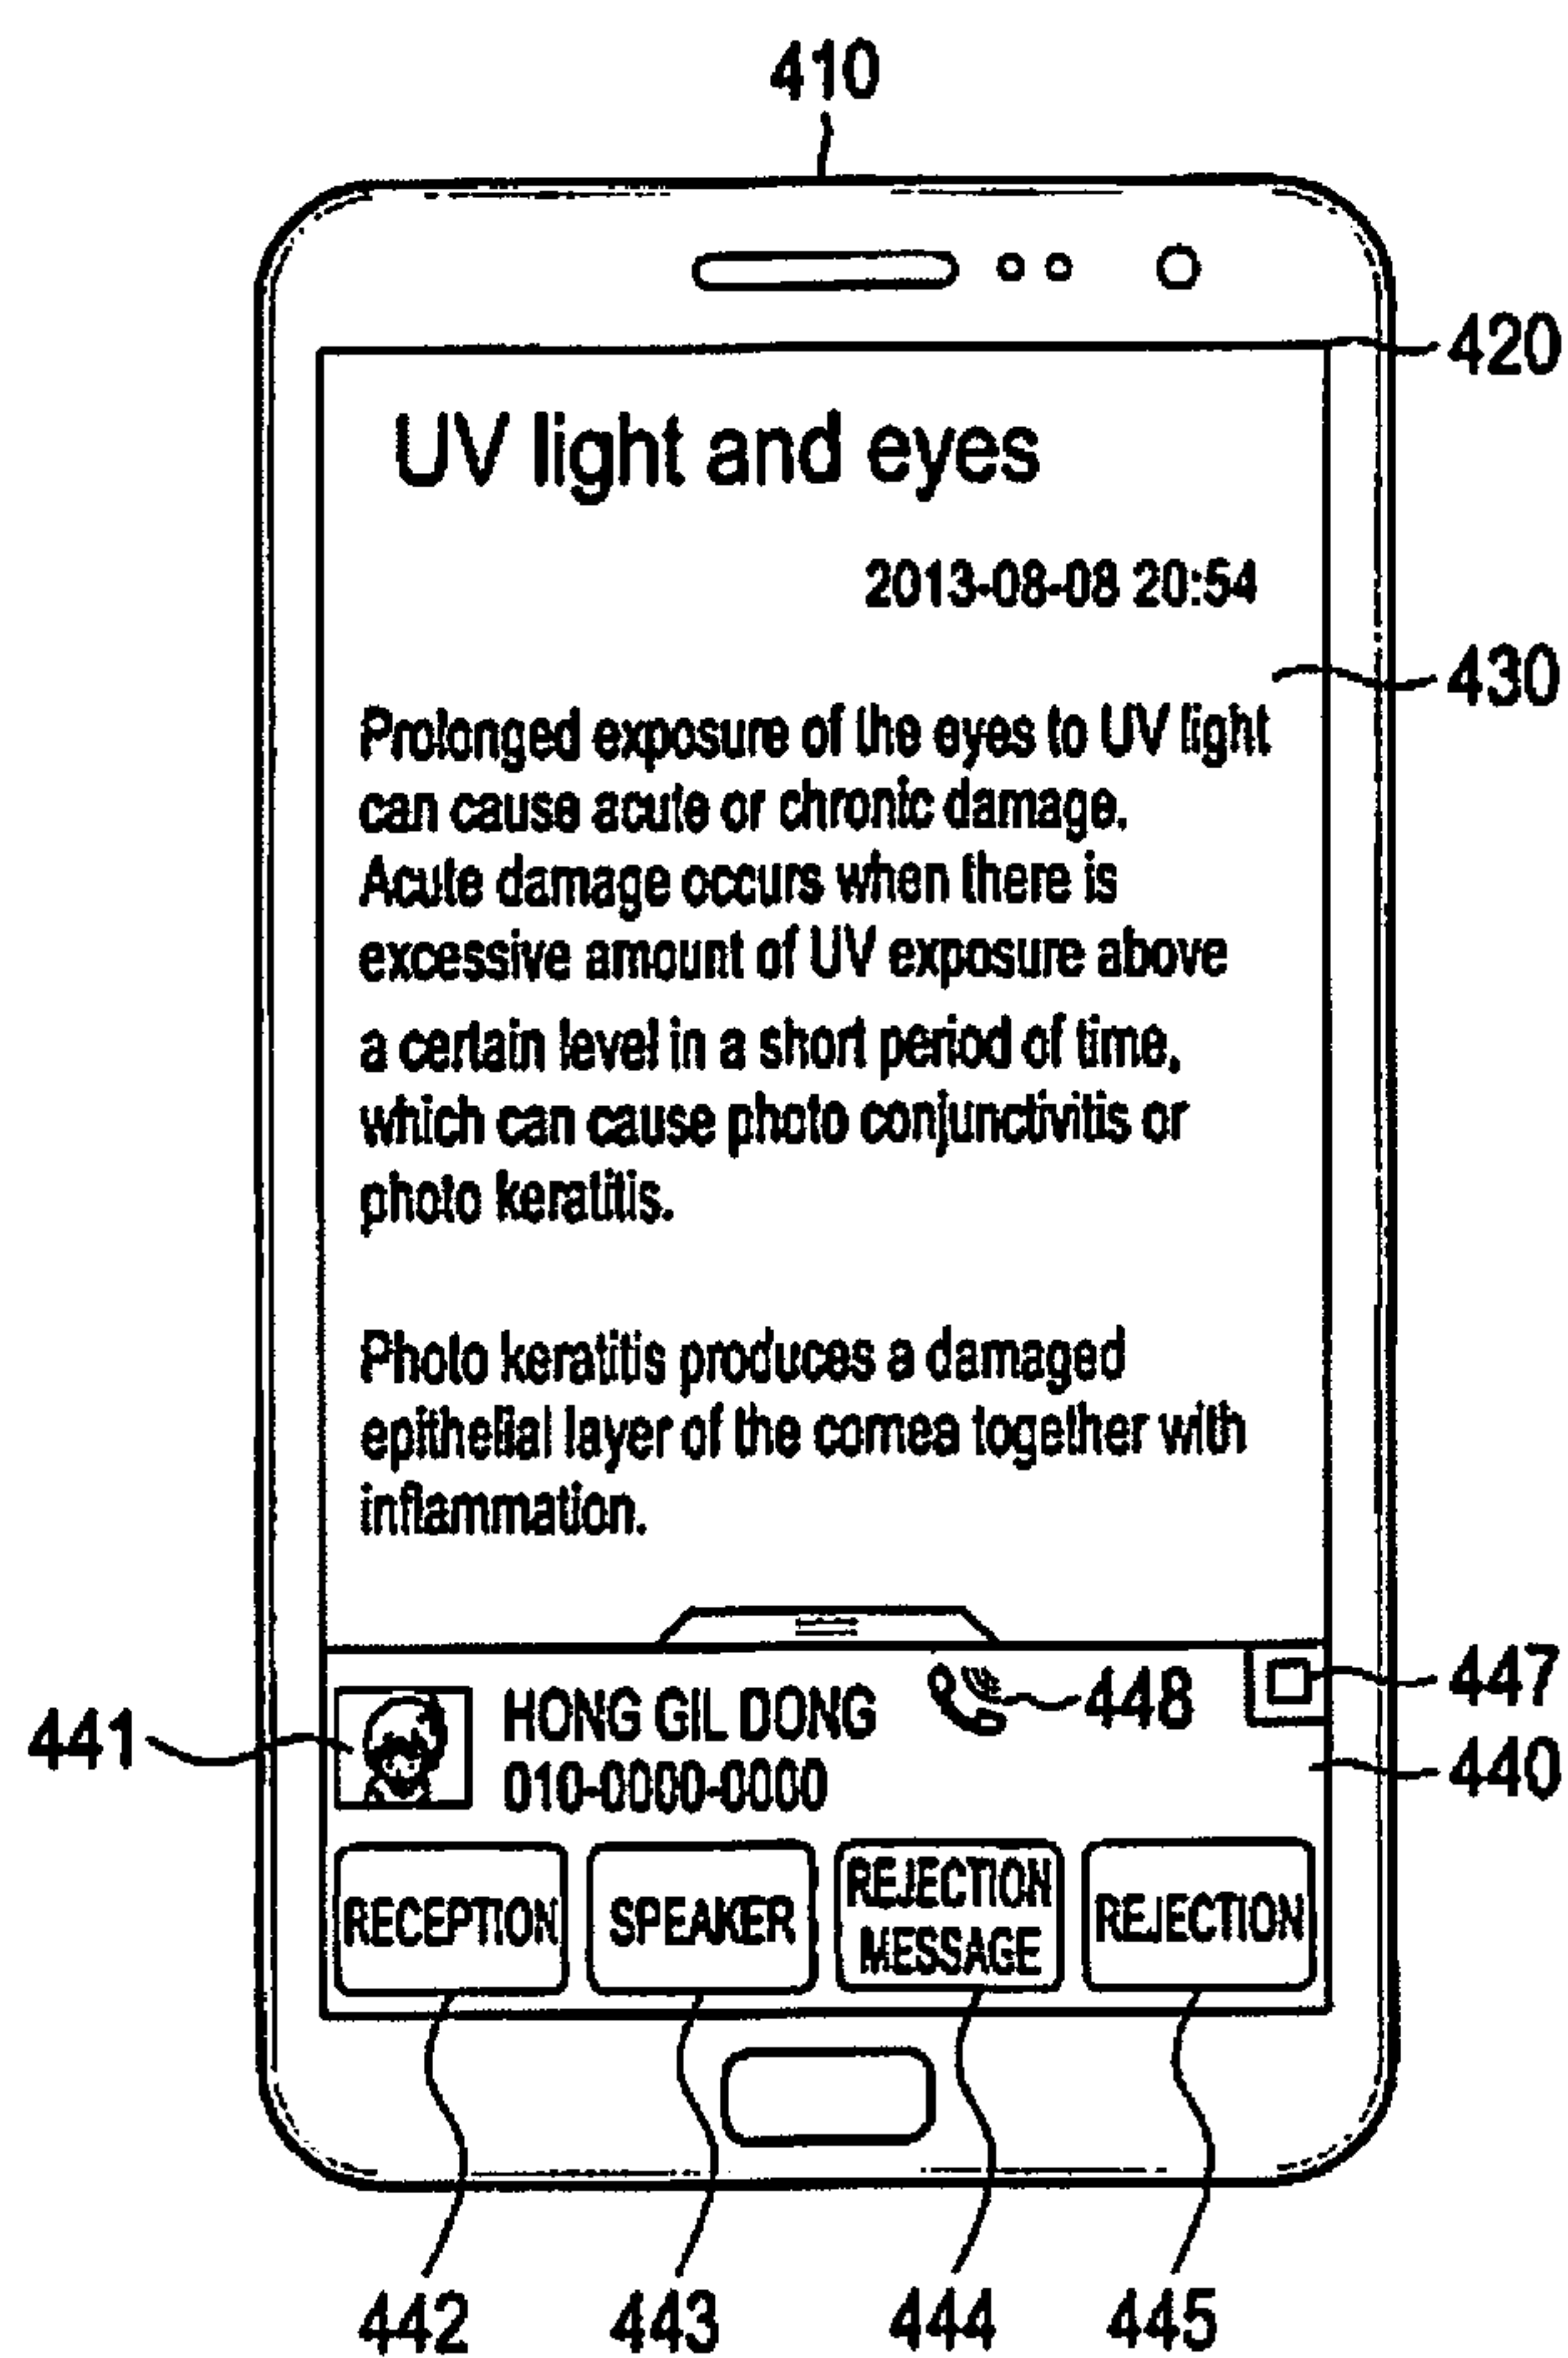 410
420
UV light and eyes
2013-08-08 20:54
430
Prolonged exposure of the eyes to UV light
can cause acute or chronic damage.
Acute damage occurs when there is
excessive amount of UV exposure above
a certain level in a short period of time,
which can cause photo conjunctivitis or
photo keratitis.
Photo keratitis produces a damaged
epithelial layer of the cornea together with
inflammation.
441
HONG GIL DONG
448
447
010-0000-0000
440
RECEPTION
SPEAKER
REJECTION
MESSAGE
REJECTION
442
443
444
445